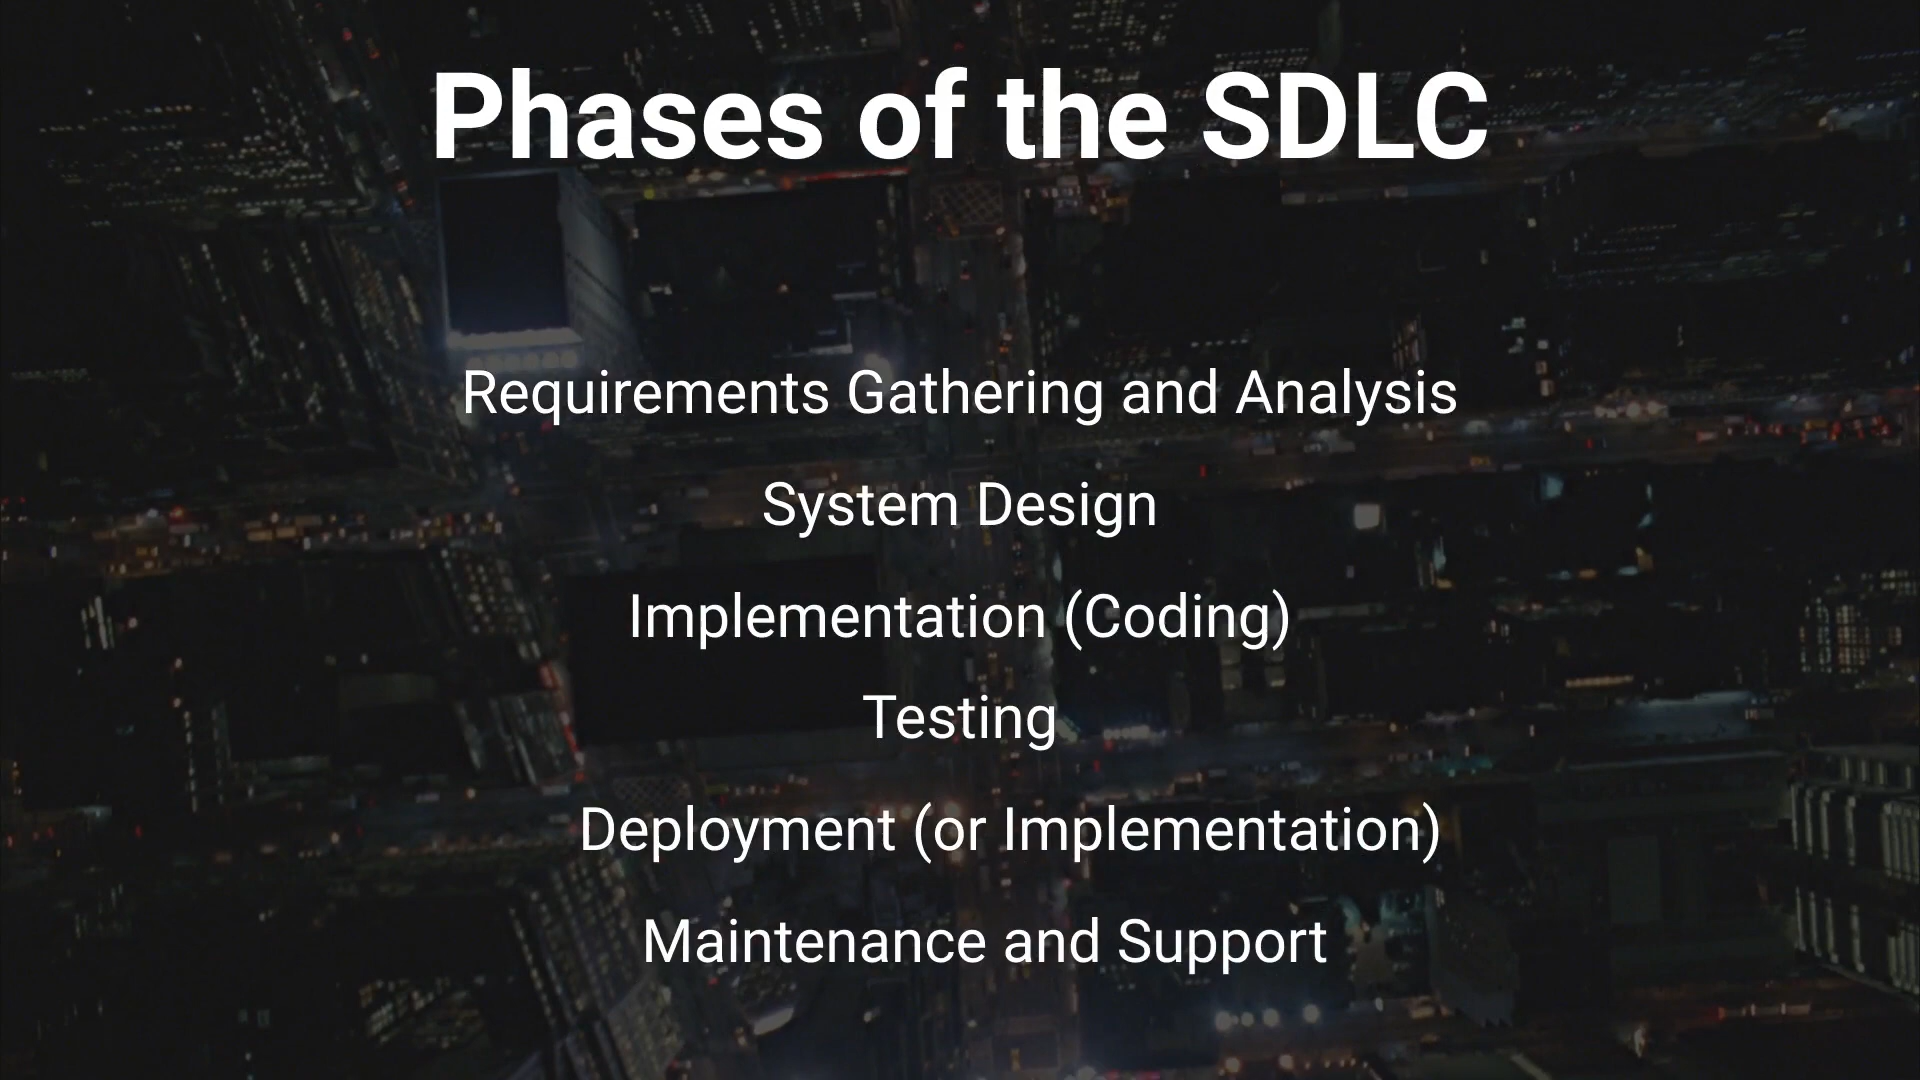 Phases of the SDLC
Requirements Gathering and Analysis
System Design
Implementation (Coding)
Testing
Deployment (or Implementation)
Maintenance and Support